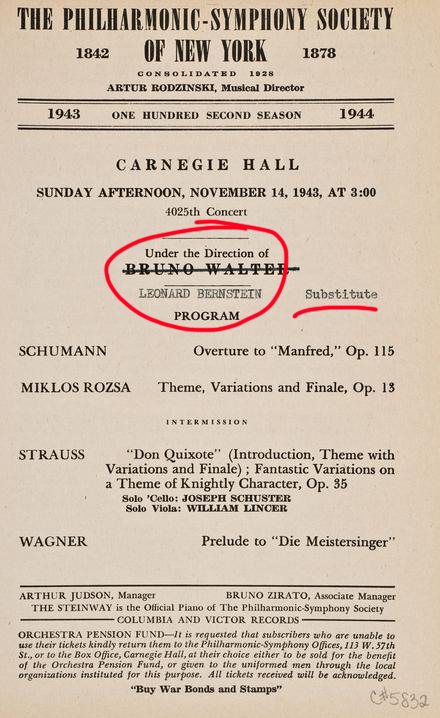 THE PHILHARMONIC-SYMPHONY SOCIETY
1842 OF NEW YORK 1878
CONSOLIDATED 1928
ARTUR RODZINSKI, Musical Director
1943 ONE HUNDRED SECOND SEASON 1944
CARNEGIE HALL
SUNDAY AFTERNOON, NOVEMBER 14, 1943, AT 3:00
4025th Concert
Under the Direction of
BRUNO WALTER
LEONARD BERNSTEIN Substitute
PROGRAM
SCHUMANN Overture to "Manfred," Op. 115
MIKLOS ROZSA Theme, Variations and Finale, Op. 13
INTERMISSION
STRAUSS "Don Quixote" (Introduction, Theme with
Variations and Finale) ; Fantastic Variations on
a Theme of Knightly Character, Op. 35
Solo 'Cello: JOSEPH SCHUSTER
Solo Viola: WILLIAM LINCER
WAGNER Prelude to "Die Meistersinger"
ARTHUR JUDSON, Manager BRUNO ZIRATO, Associate Manager
THE STEINWAY is the Official Piano of The Philharmonic-Symphony Society
COLUMBIA AND VICTOR RECORDS
ORCHESTRA PENSION FUND—It is requested that subscribers who are unable to
use their tickets kindly return them to the Philharmonic-Symphony Offices, 113 W. 57th
St., or to the Box Office, Carnegie Hall, at their choice either to be sold for the benefit
of the Orchestra Pension Fund, or given to the uniformed men through the local
organizations instituted for this purpose. All tickets received will be acknowledged.
"Buy War Bonds and Stamps"
C#5832